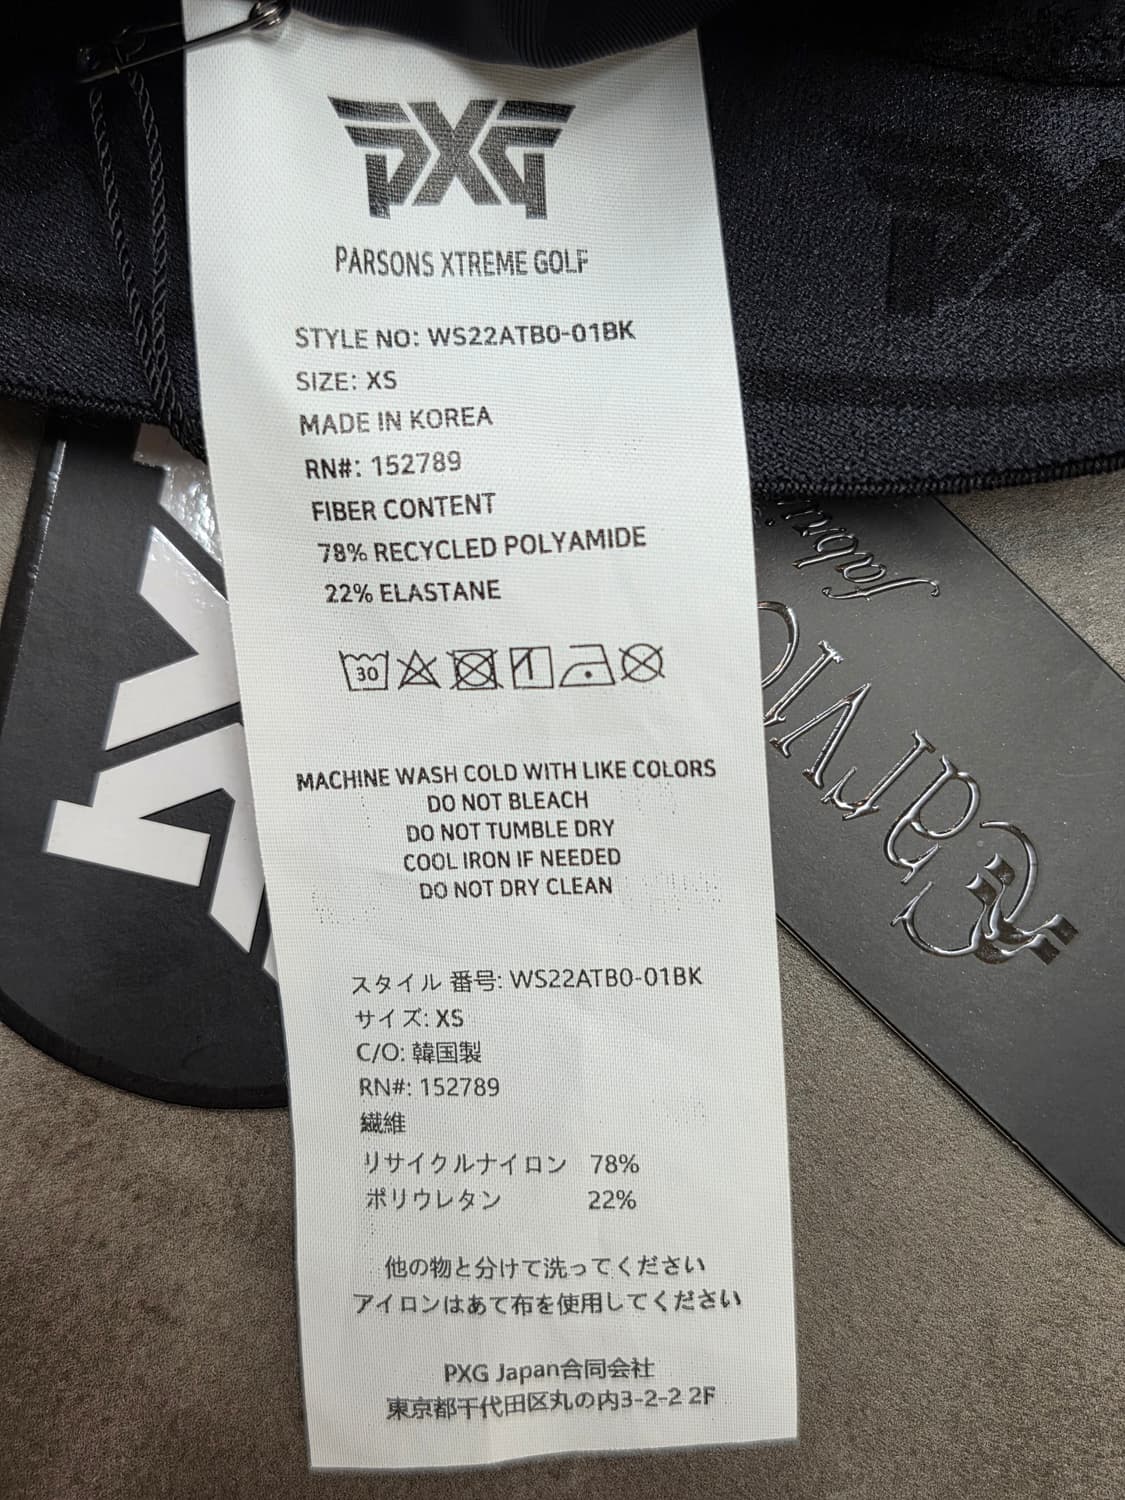 PXG
PARSONS XTREME GOLF
STYLE NO: WS22ATB0-01BK
SIZE: XS
MADE IN KOREA
RN#: 152789
FIBER CONTENT
78% RECYCLED POLYAMIDE
22% ELASTANE
30
MACHINE WASH COLD WITH LIKE COLORS
DO NOT BLEACH
DO NOT TUMBLE DRY
COOL IRON IF NEEDED
DO NOT DRY CLEAN
スタイル 番号: WS22ATB0-01BK
サイズ: XS
C/O: 韓国製
RN#: 152789
繊維
リサイクルナイロン 78%
ポリウレタン 22%
他の物と分けて洗ってください
アイロンはあて布を使用してください
PXG Japan合同会社
東京都千代田区丸の内3-2-2 2F
Carvico